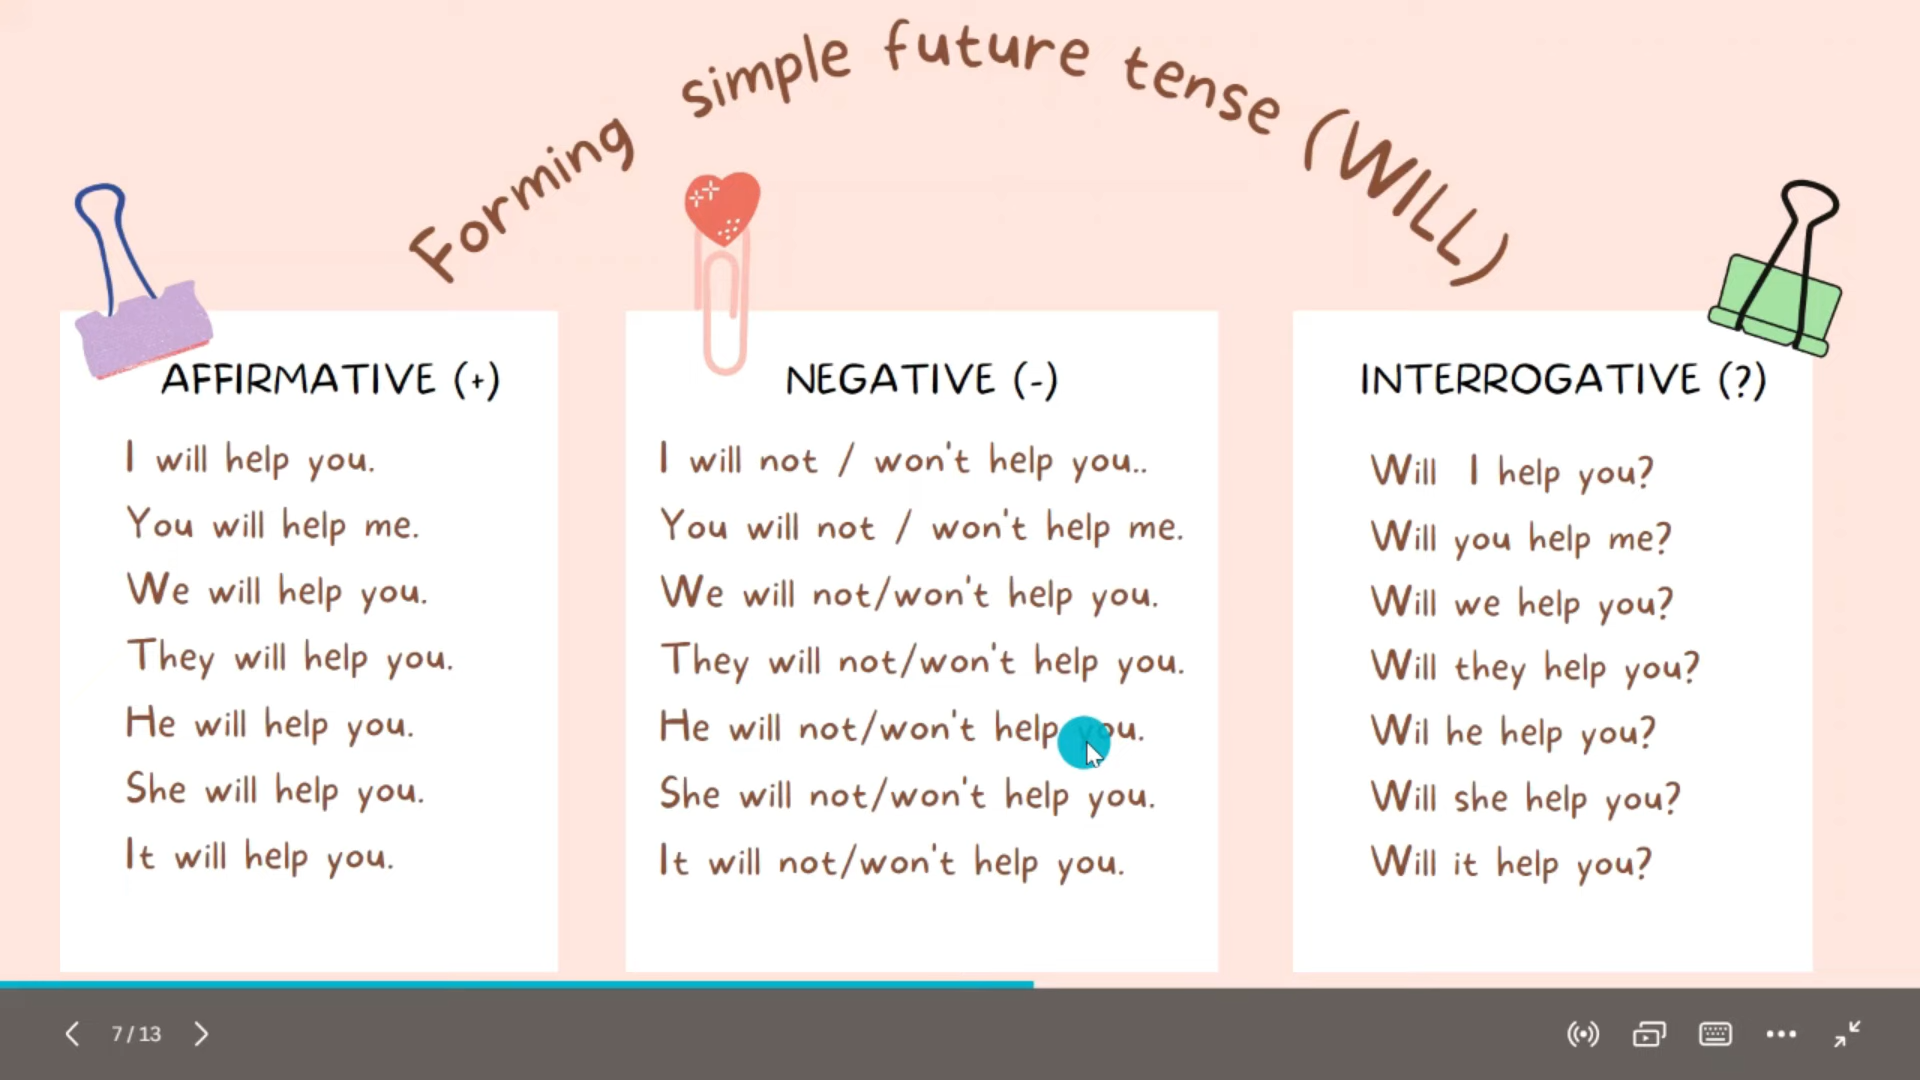 Forming simple future tense (WILL)
AFFIRMATIVE (+)
I will help you.
You will help me.
We will help you.
They will help you.
He will help you.
She will help you.
It will help you.
NEGATIVE (-)
I will not / won't help you..
You will not / won't help me.
We will not/won't help you.
They will not/won't help you.
He will not/won't help you.
She will not/won't help you.
It will not/won't help you.
INTERROGATIVE (?)
Will I help you?
Will you help me?
Will we help you?
Will they help you?
Wil he help you?
Will she help you?
Will it help you?
7 / 13